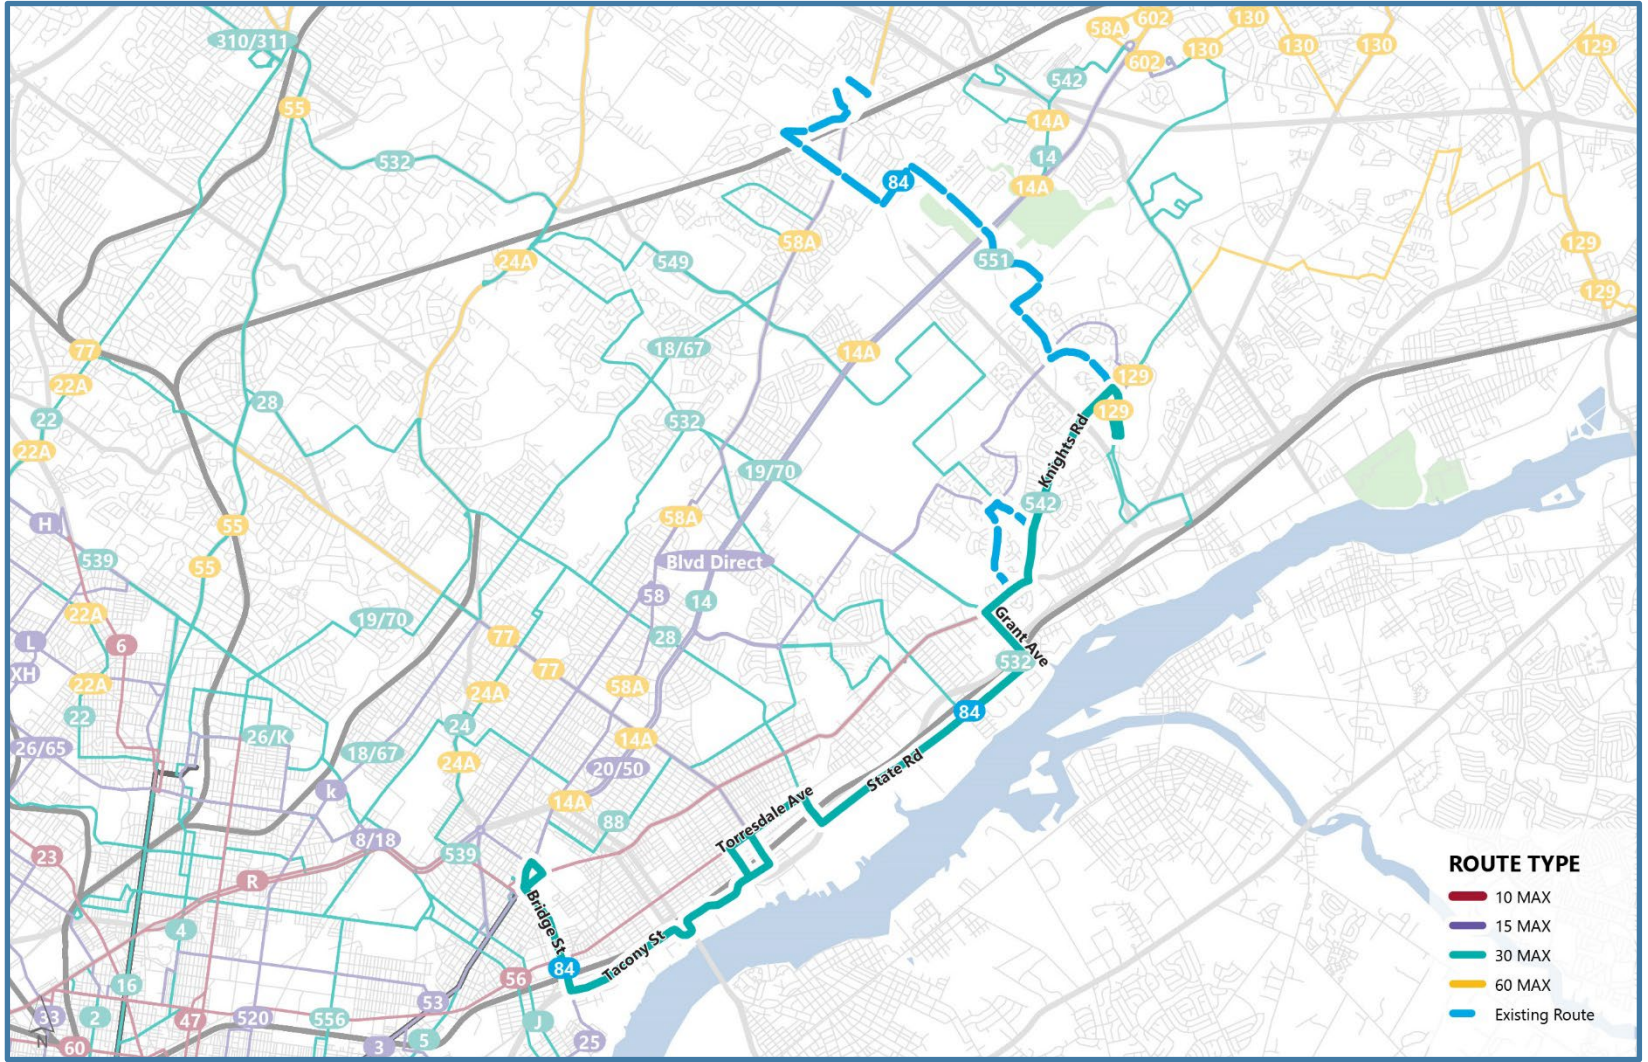 310/311
58A
602
130
130
130
129
602
130
542
55
14A
532
14
84
14A
58A
129
24A
549
551
129
77
18/67
14A
22A
129
28
532
129
22
22A
19/70
Knights Rd
542
H
55
58A
539
55
Blvd Direct
58
14
22A
19/70
Grant Ave
L
6
77
28
532
XH
77
22A
24A
58A
22
24
84
26/65
26/K
18/67
14A
24A
20/50
State Rd
k
14A
Torresdale Ave
88
8/18
23
539
R
ROUTE TYPE
10 MAX
15 MAX
30 MAX
60 MAX
Existing Route
Bridge St
4
Tacony St
84
56
16
53
33
2
47
520
556
J
N
60
3
5
25